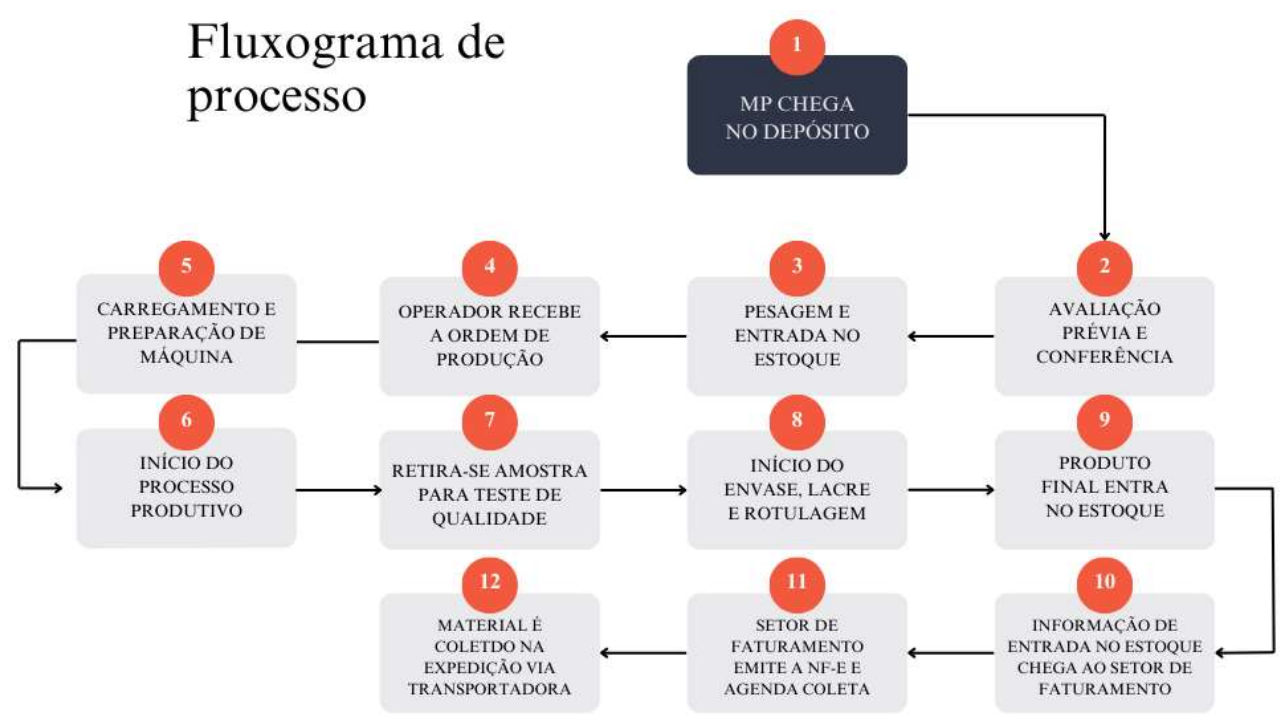 Fluxograma de
processo
1
MP CHEGA
NO DEPÓSITO
2
AVALIAÇÃO
PRÉVIA E
CONFERÊNCIA
3
PESAGEM E
ENTRADA NO
ESTOQUE
4
OPERADOR RECEBE
A ORDEM DE
PRODUÇÃO
5
CARREGAMENTO E
PREPARAÇÃO DE
MÁQUINA
6
INÍCIO DO
PROCESSO
PRODUTIVO
7
RETIRA-SE AMOSTRA
PARA TESTE DE
QUALIDADE
8
INÍCIO DO
ENVASE, LACRE
E ROTULAGEM
9
PRODUTO
FINAL ENTRA
NO ESTOQUE
10
INFORMAÇÃO DE
ENTRADA NO ESTOQUE
CHEGA AO SETOR DE
FATURAMENTO
11
SETOR DE
FATURAMENTO
EMITE A NF-E E
AGENDA COLETA
12
MATERIAL É
COLETDO NA
EXPEDIÇÃO VIA
TRANSPORTADORA